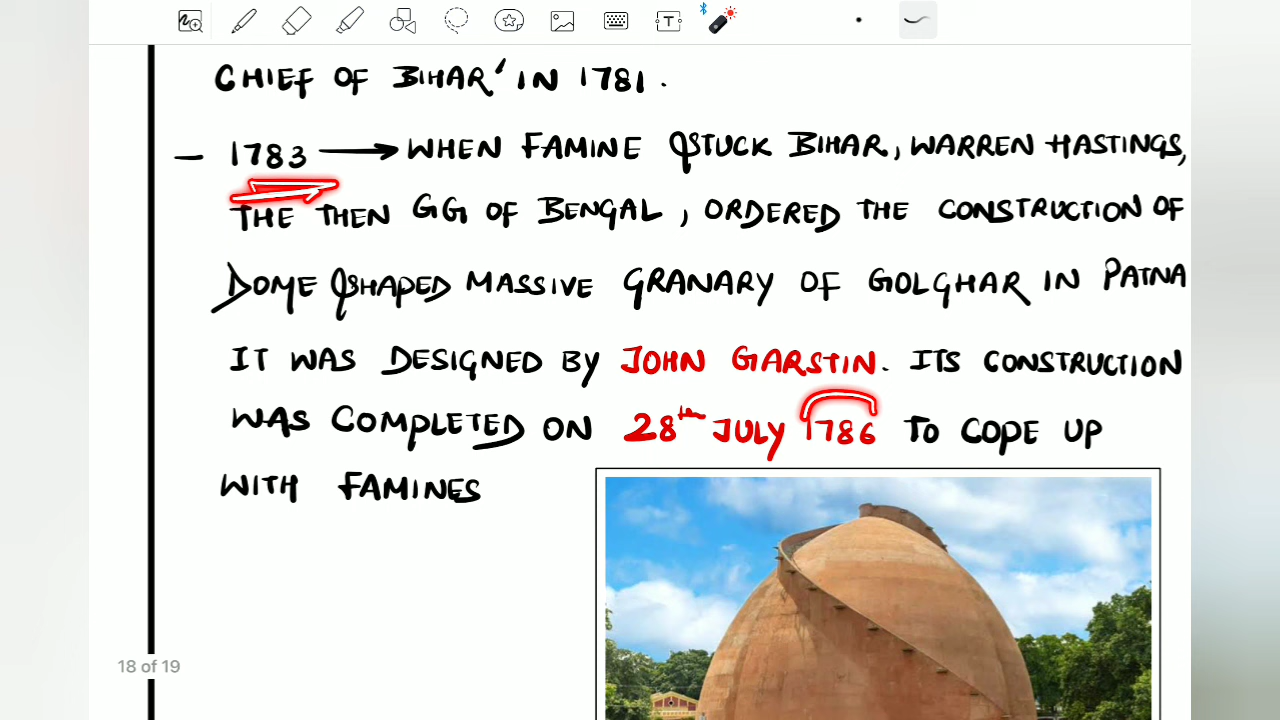 CHIEF OF BIHAR' IN 1781.
- 1783 → WHEN FAMINE STUCK BIHAR, WARREN HASTINGS,
THE THEN GG OF BENGAL, ORDERED THE CONSTRUCTION OF
DOME SHAPED MASSIVE GRANARY OF GOLGHAR IN PATNA
IT WAS DESIGNED BY JOHN GARSTIN. ITS CONSTRUCTION
WAS COMPLETED ON 28th JULY 1786 TO COPE UP
WITH FAMINES
18 of 19